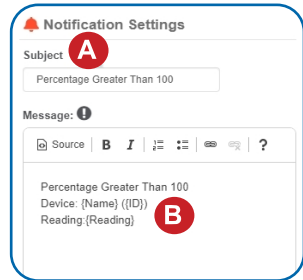 Notification Settings
Subject A
Percentage Greater Than 100
Message:
Source B I ?
Percentage Greater Than 100
Device: {Name} ({ID})
Reading:{Reading} B